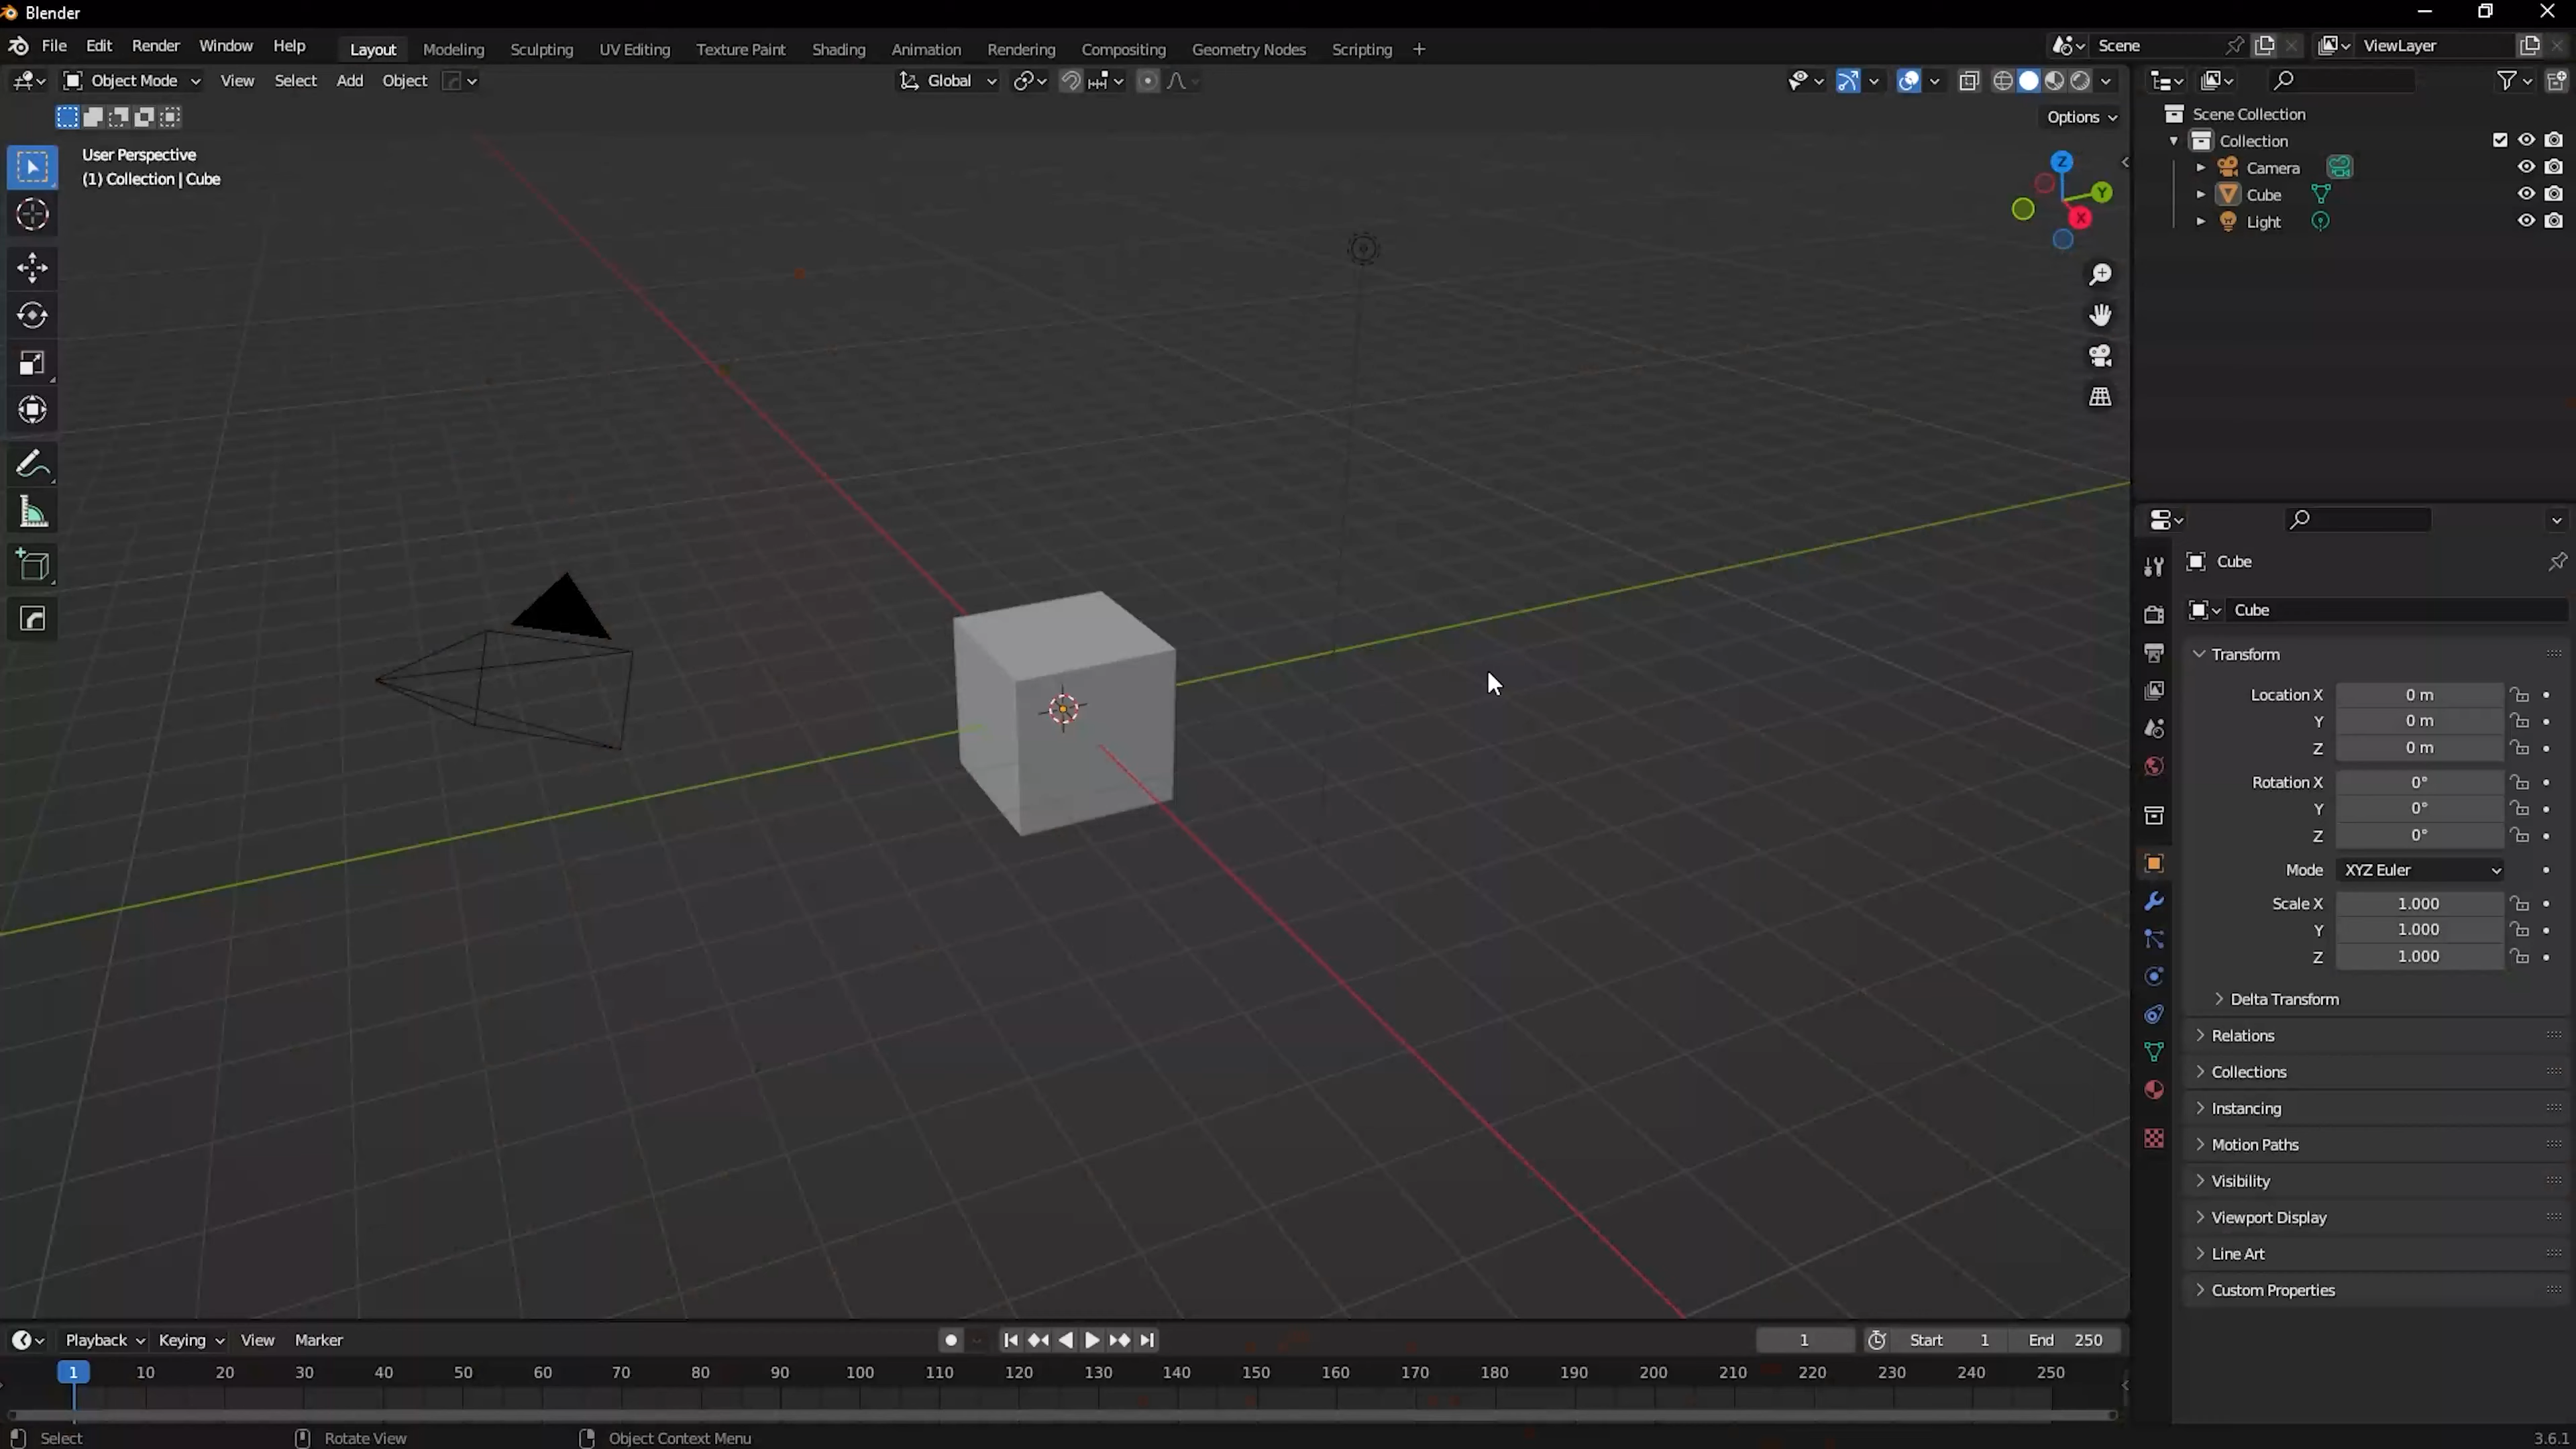 Blender
File Edit Render Window Help Layout Modeling Sculpting UV Editing Texture Paint Shading Animation Rendering Compositing Geometry Nodes Scripting + Scene ViewLayer
Object Mode View Select Add Object Global
Options
User Perspective
(1) Collection | Cube
Z
Y
X
Scene Collection
Collection
Camera
Cube
Light
Cube
Cube
Transform
Location X 0 m
Y 0 m
Z 0 m
Rotation X 0°
Y 0°
Z 0°
Mode XYZ Euler
Scale X 1.000
Y 1.000
Z 1.000
Delta Transform
Relations
Collections
Instancing
Motion Paths
Visibility
Viewport Display
Line Art
Custom Properties
Playback Keying View Marker 1 Start 1 End 250
1 10 20 30 40 50 60 70 80 90 100 110 120 130 140 150 160 170 180 190 200 210 220 230 240 250
Select Rotate View Object Context Menu 3.6.1